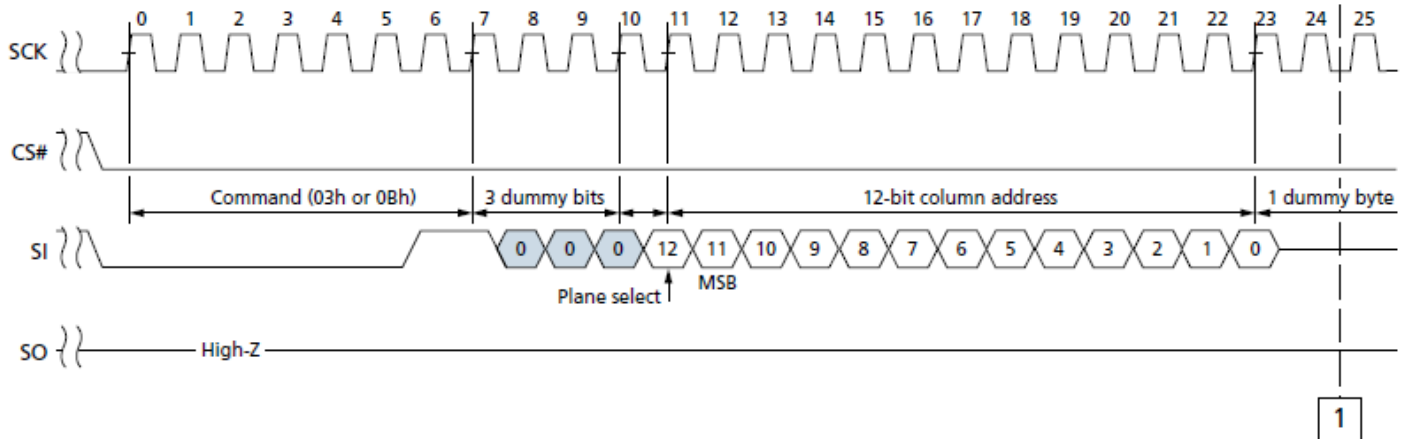 0 1 2 3 4 5 6 7 8 9 10 11 12 13 14 15 16 17 18 19 20 21 22 23 24 25
SCK
CS#
Command (03h or 0Bh) 3 dummy bits 12-bit column address 1 dummy byte
SI 0 0 0 12 11 10 9 8 7 6 5 4 3 2 1 0
MSB
Plane select
SO High-Z
1